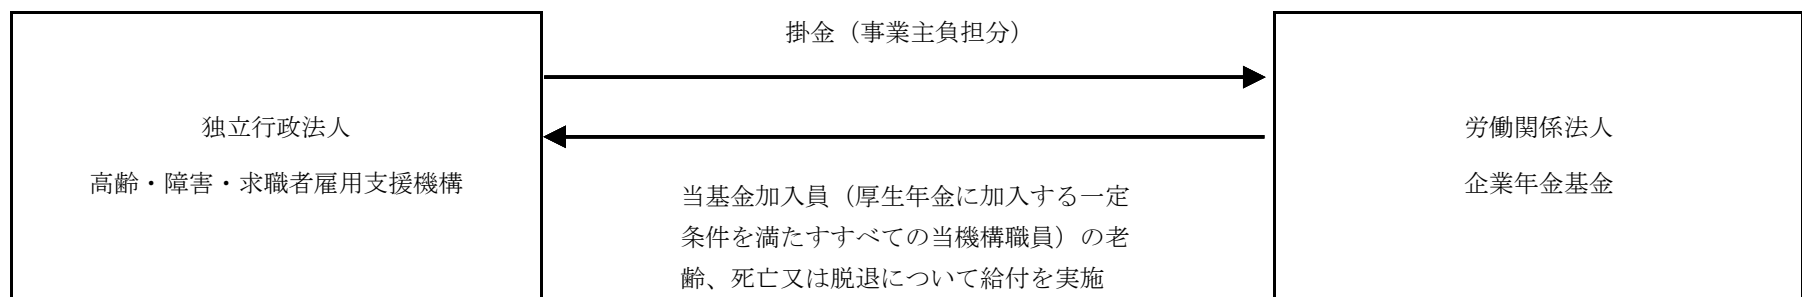 掛金（事業主負担分）
独立行政法人
高齢・障害・求職者雇用支援機構
労働関係法人
企業年金基金
当基金加入員（厚生年金に加入する一定
条件を満たすすべての当機構職員）の老
齢、死亡又は脱退について給付を実施